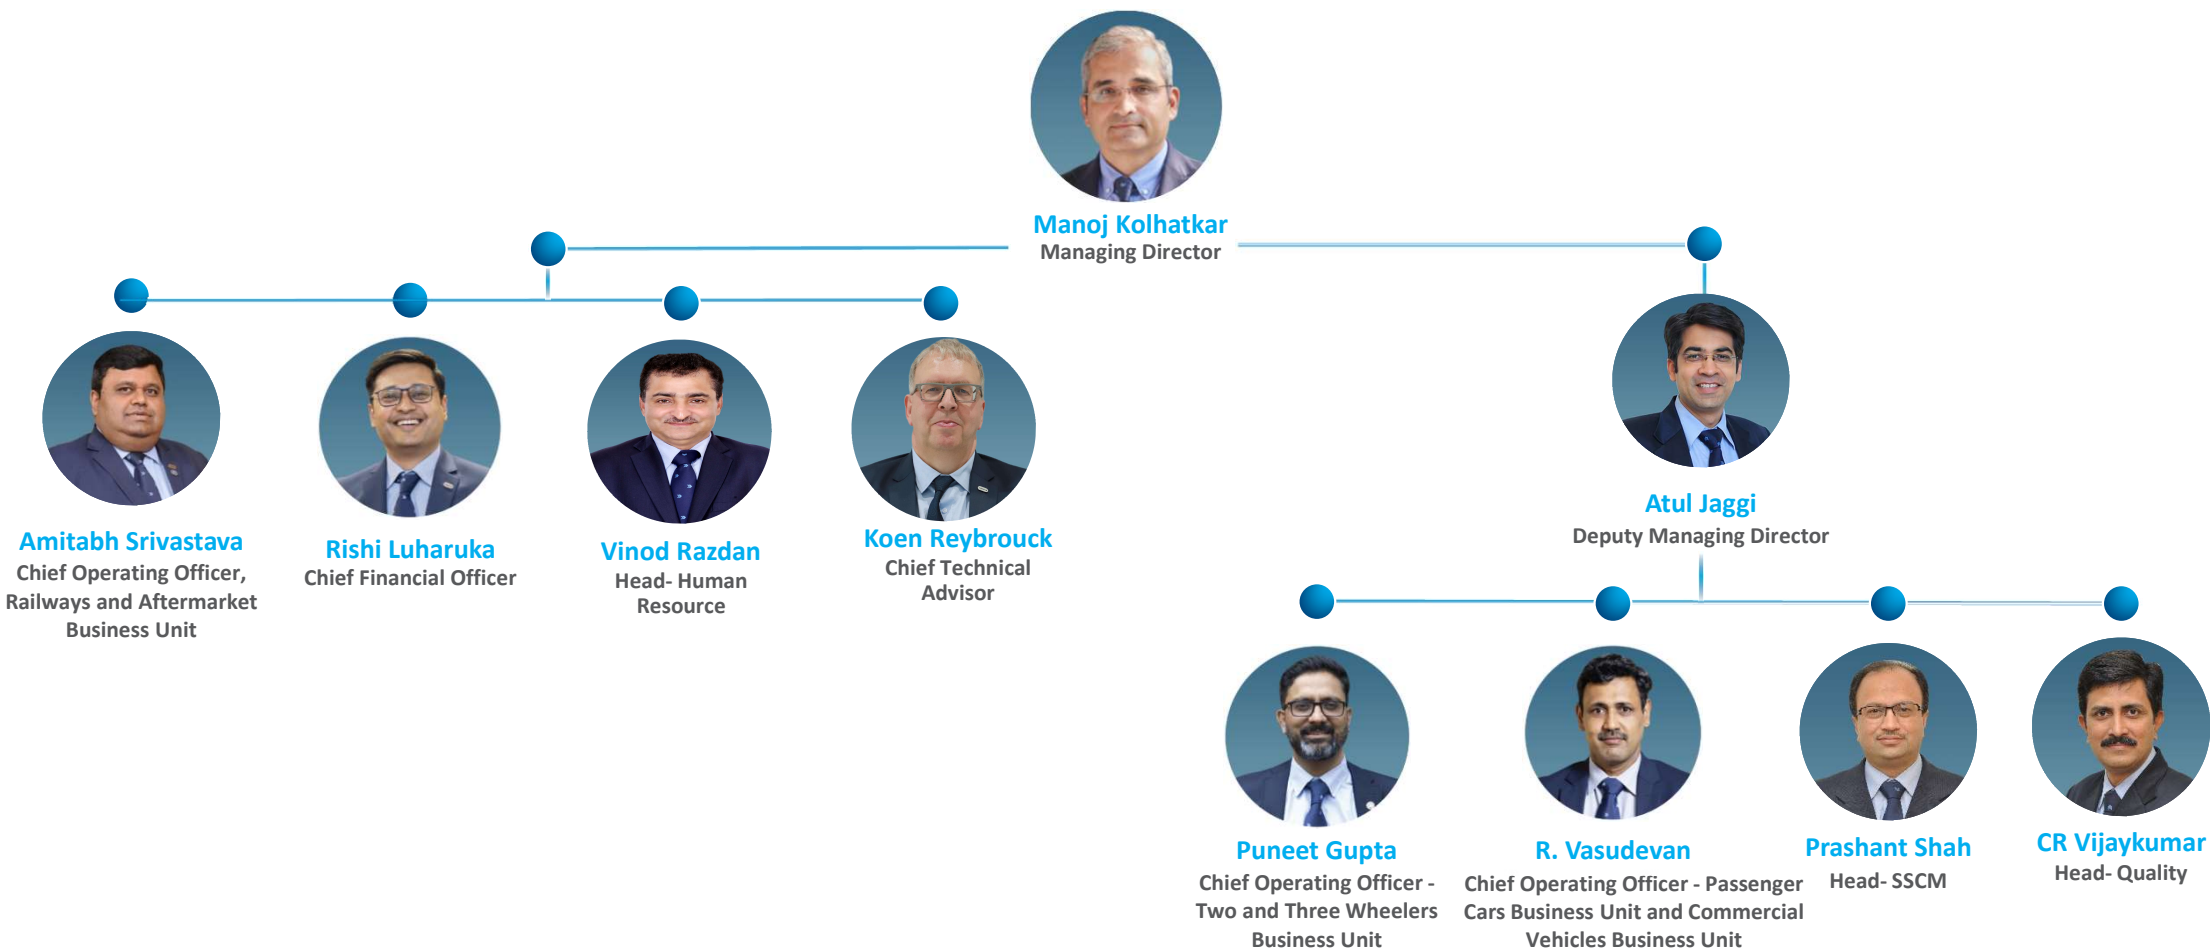 Manoj Kolhatkar
Managing Director
Amitabh Srivastava
Chief Operating Officer,
Railways and Aftermarket
Business Unit
Rishi Luharuka
Chief Financial Officer
Vinod Razdan
Head- Human
Resource
Koen Reybrouck
Chief Technical
Advisor
Atul Jaggi
Deputy Managing Director
Puneet Gupta
Chief Operating Officer -
Two and Three Wheelers
Business Unit
R. Vasudevan
Chief Operating Officer - Passenger
Cars Business Unit and Commercial
Vehicles Business Unit
Prashant Shah
Head- SSCM
CR Vijaykumar
Head- Quality